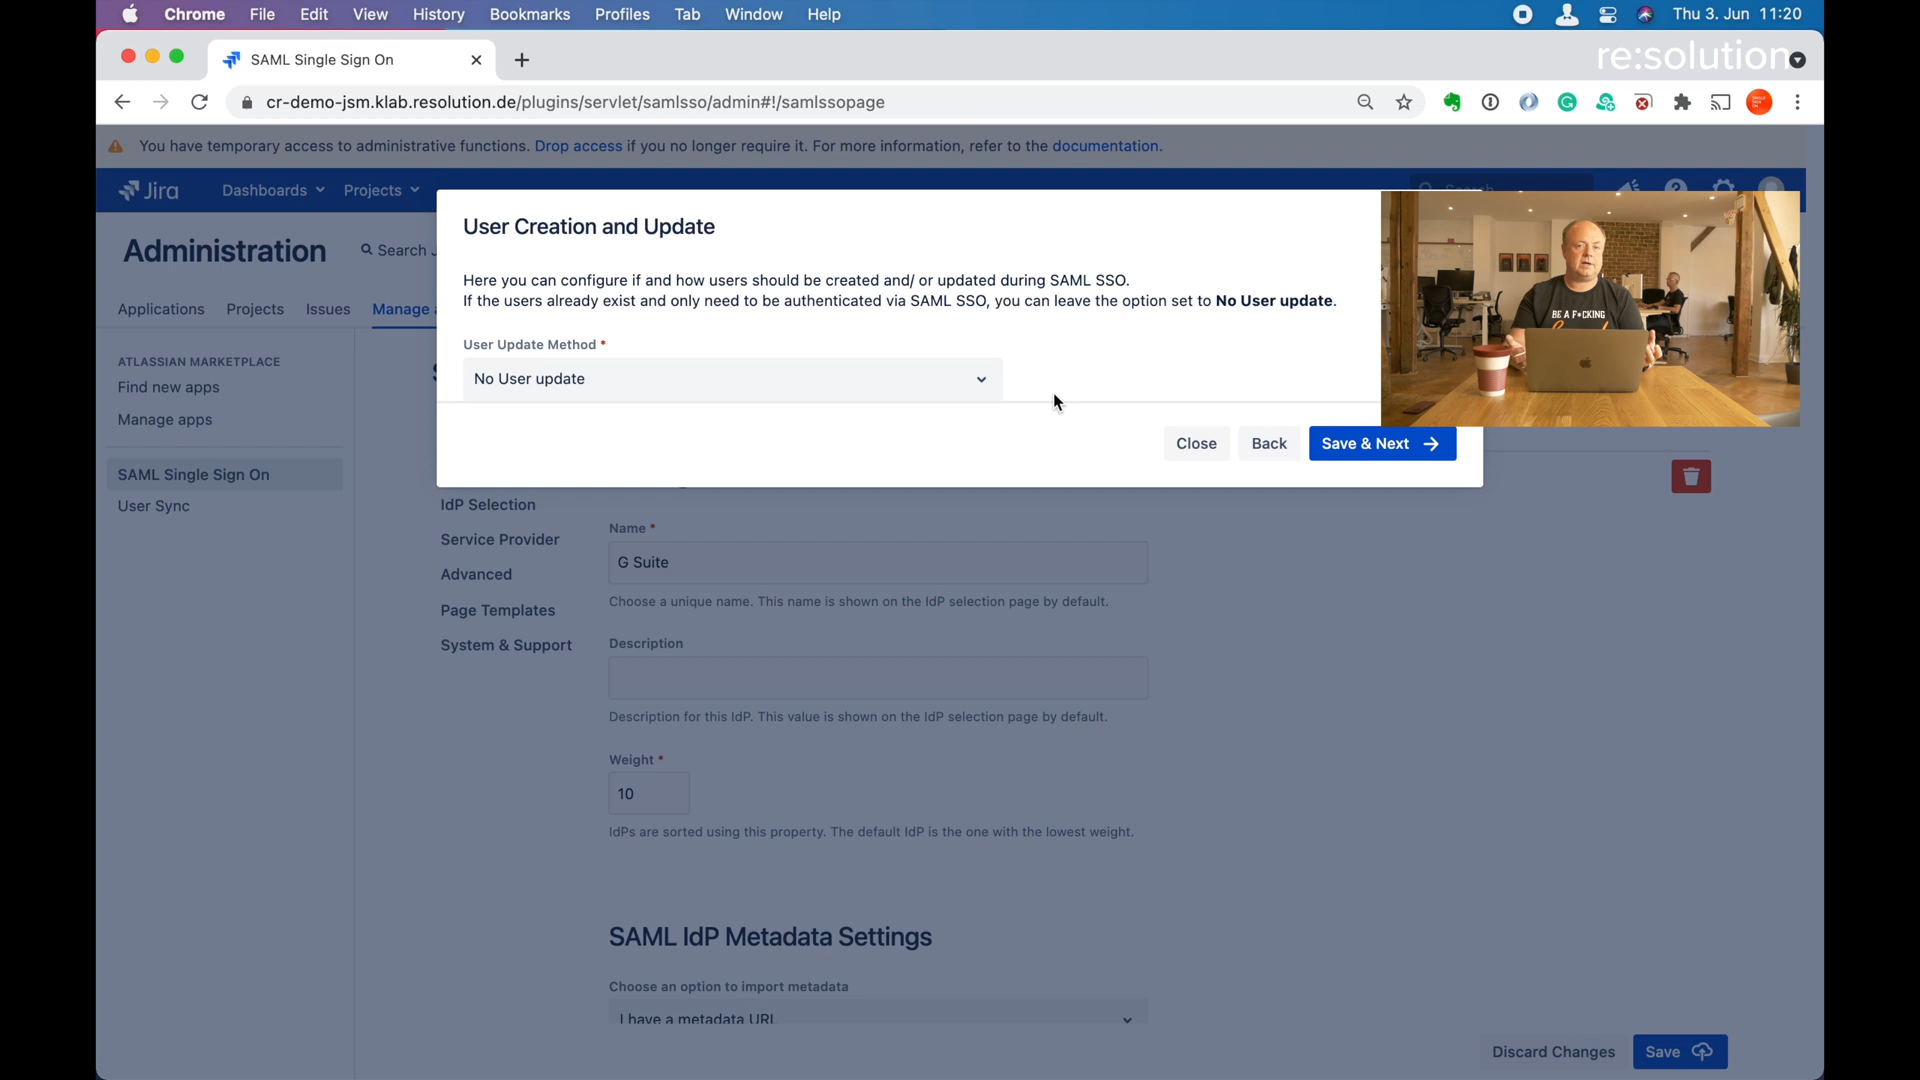 Chrome File Edit View History Bookmarks Profiles Tab Window Help Thu 3. Jun 11:20
SAML Single Sign On
re:solution
cr-demo-jsm.klab.resolution.de/plugins/servlet/samlsso/admin#!/samlssopage
You have temporary access to administrative functions. Drop access if you no longer require it. For more information, refer to the documentation.
Jira Dashboards Projects
Search
Administration
Search
Applications Projects Issues Manage
ATLASSIAN MARKETPLACE
Find new apps
Manage apps
SAML Single Sign On
User Sync
User Creation and Update
Here you can configure if and how users should be created and/ or updated during SAML SSO.
If the users already exist and only need to be authenticated via SAML SSO, you can leave the option set to No User update.
User Update Method *
No User update
Close Back Save & Next
BE A F*CKING
IdP Selection
Service Provider
Advanced
Page Templates
System & Support
Name *
G Suite
Choose a unique name. This name is shown on the IdP selection page by default.
Description
Description for this IdP. This value is shown on the IdP selection page by default.
Weight *
10
IdPs are sorted using this property. The default IdP is the one with the lowest weight.
SAML IdP Metadata Settings
Choose an option to import metadata
I have a metadata URL
Discard Changes Save